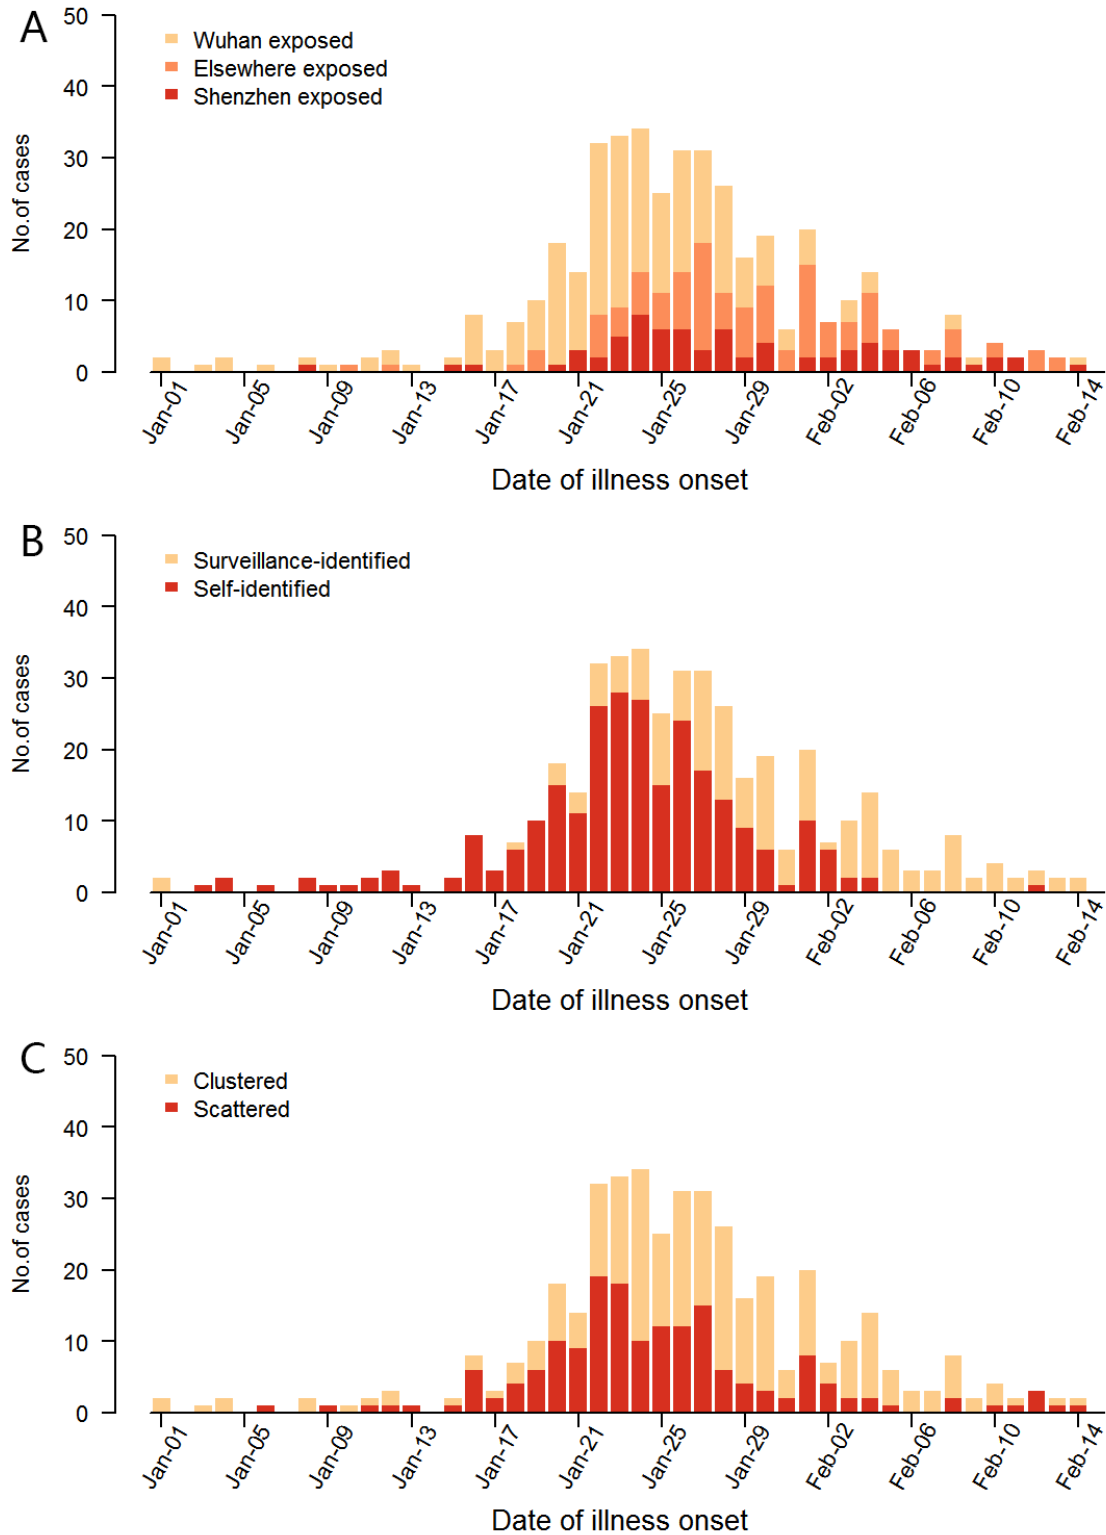 A
50
40
30
20
10
0
No.of cases
Wuhan exposed
Elsewhere exposed
Shenzhen exposed
Jan-01
Jan-05
Jan-09
Jan-13
Jan-17
Jan-21
Jan-25
Jan-29
Feb-02
Feb-06
Feb-10
Feb-14
Date of illness onset
B
50
40
30
20
10
0
No.of cases
Surveillance-identified
Self-identified
Jan-01
Jan-05
Jan-09
Jan-13
Jan-17
Jan-21
Jan-25
Jan-29
Feb-02
Feb-06
Feb-10
Feb-14
Date of illness onset
C
50
40
30
20
10
0
No.of cases
Clustered
Scattered
Jan-01
Jan-05
Jan-09
Jan-13
Jan-17
Jan-21
Jan-25
Jan-29
Feb-02
Feb-06
Feb-10
Feb-14
Date of illness onset